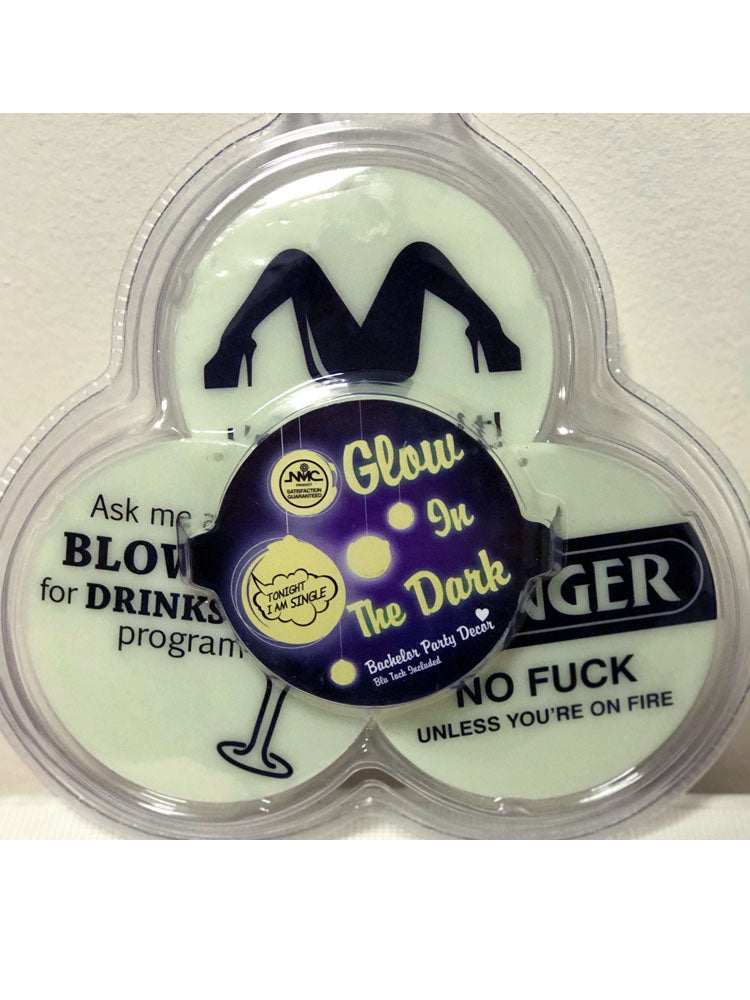 Ask me a
BLOW
for DRINKS
program
NMC
PRODUCT
SATISFACTION
GUARANTEED
Glow
In
The Dark
TONIGHT
I AM SINGLE
Bachelor Party Decor
Blu Tack Included
NGER
NO FUCK
UNLESS YOU'RE ON FIRE